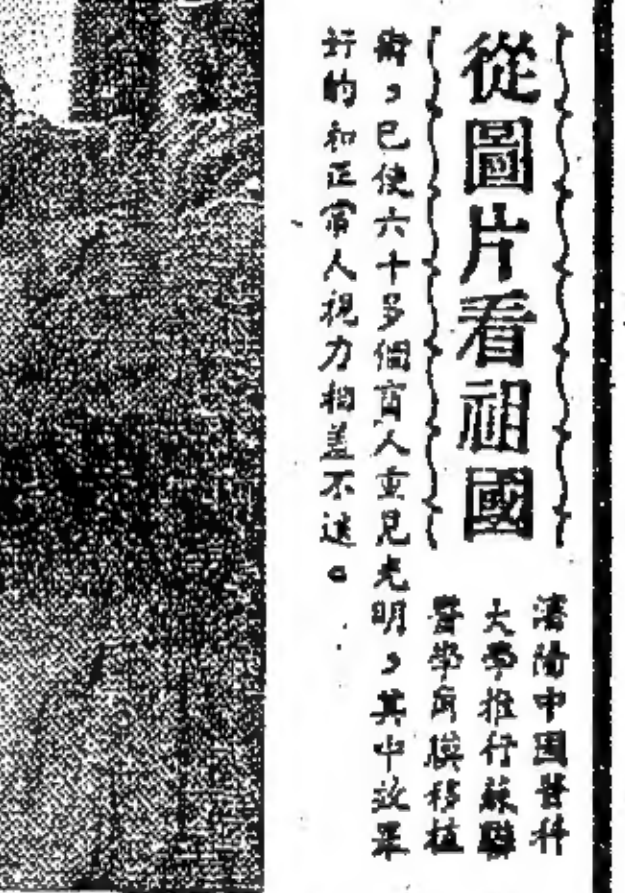 從圖片看祖國
瀋陽中國醫科
大學推行蘇聯
醫學角膜移植
術，已使六十多個盲人重見光明，其中效果
好的和正常人視力相差不遠。